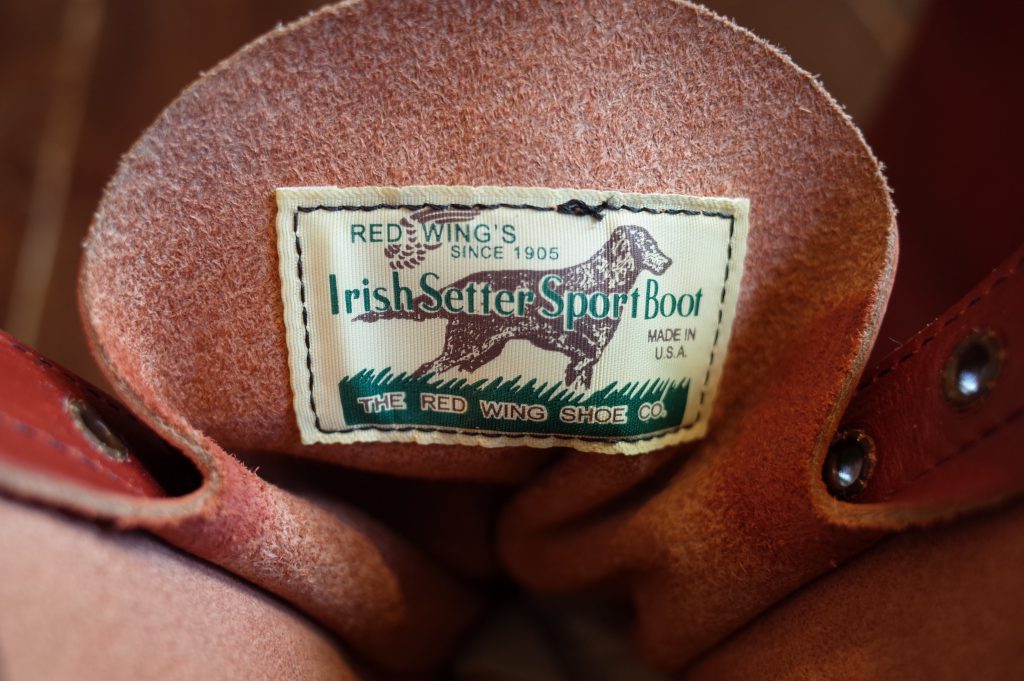 RED WING'S
SINCE 1905
Irish Setter Sport Boot
MADE IN
U.S.A.
THE RED WING SHOE CO.